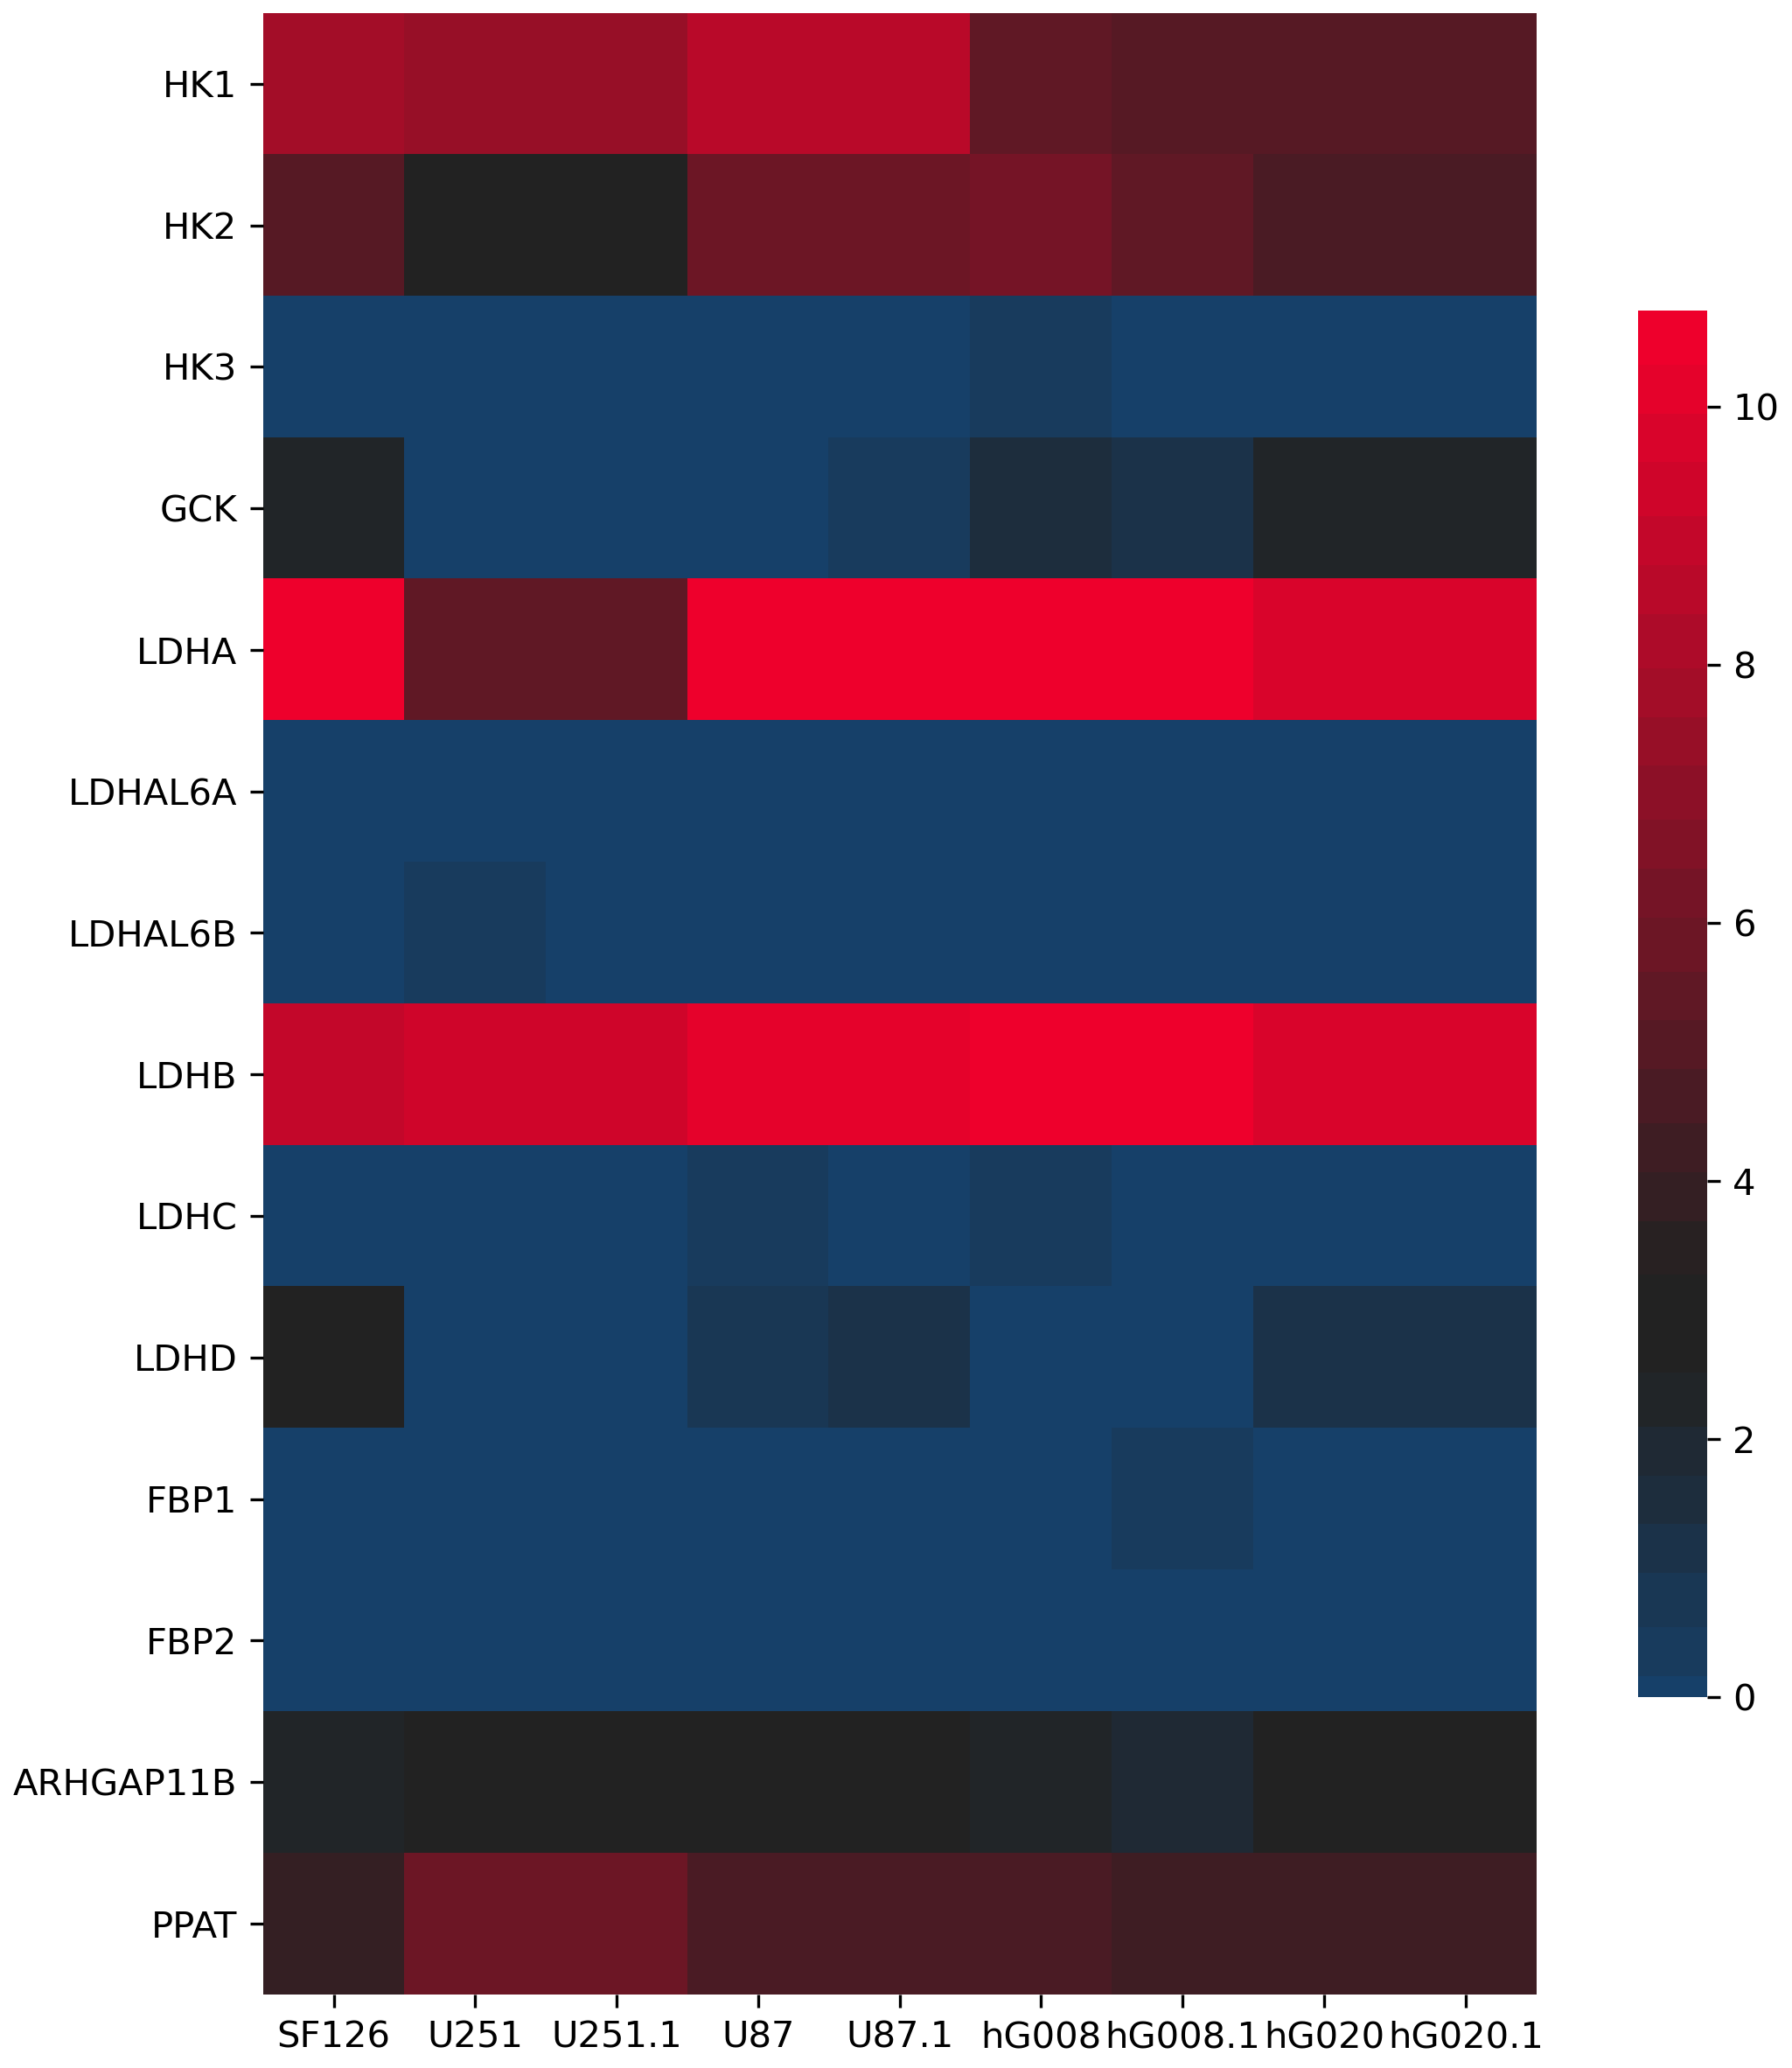 HK1
HK2
HK3
GCK
LDHA
LDHAL6A
LDHAL6B
LDHB
LDHC
LDHD
FBP1
FBP2
ARHGAP11B
PPAT
SF126 U251 U251.1 U87 U87.1 hG008 hG008.1 hG020 hG020.1
10
8
6
4
2
0